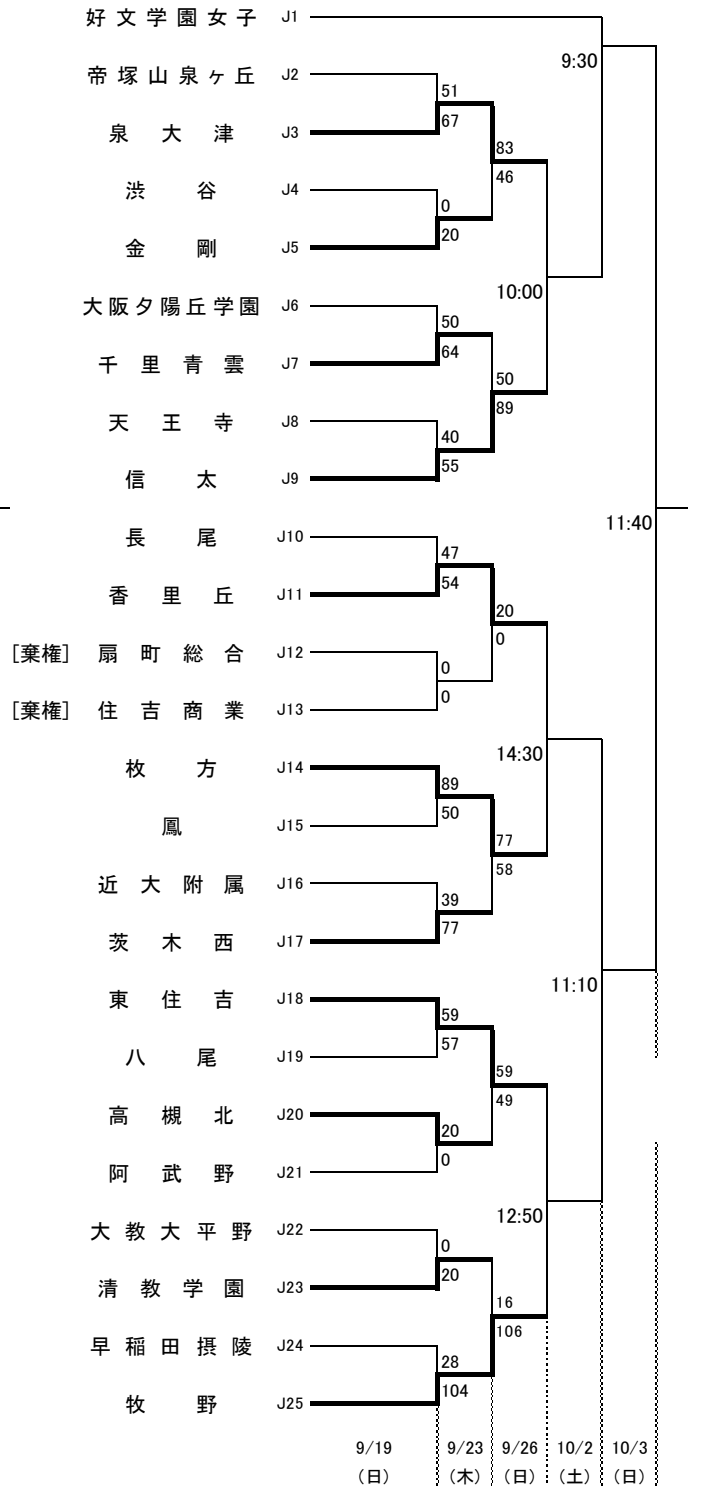 好文学園女子 J1
9:30
帝塚山泉ヶ丘 J2
51
泉大津 J3
67
83
46
渋谷 J4
0
金剛 J5
20
10:00
大阪夕陽丘学園 J6
50
千里青雲 J7
64
50
89
天王寺 J8
40
信太 J9
55
11:40
長尾 J10
47
香里丘 J11
54
20
0
[棄権] 扇町総合 J12
0
[棄権] 住吉商業 J13
0
14:30
枚方 J14
89
鳳 J15
50
77
58
近大附属 J16
39
茨木西 J17
77
11:10
東住吉 J18
59
八尾 J19
57
59
49
高槻北 J20
20
阿武野 J21
0
12:50
大教大平野 J22
0
清教学園 J23
20
16
106
早稲田摂陵 J24
28
牧野 J25
104
9/19 9/23 9/26 10/2 10/3
（日） （木） （日） （土） （日）